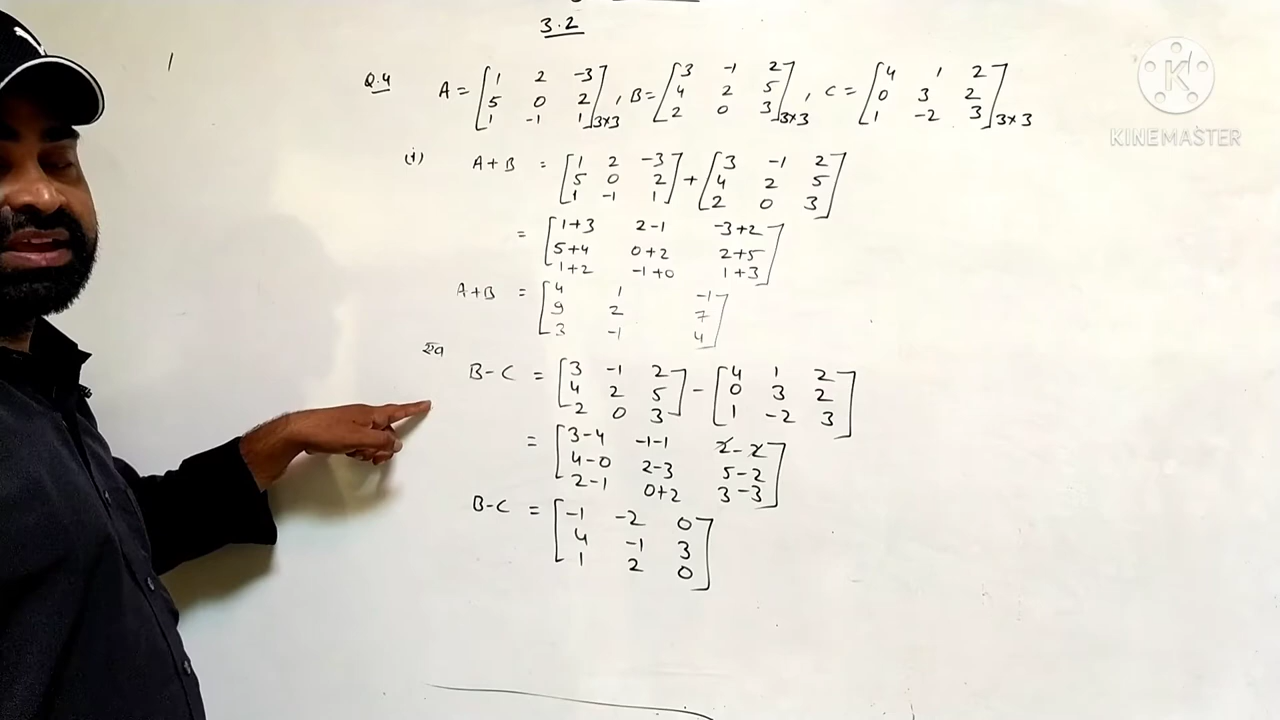 3.2
Q.4 A = [1 2 -3 / 5 0 2 / 1 -1 1]3×3, B = [3 -1 2 / 4 2 5 / 2 0 3]3×3, C = [4 1 2 / 0 3 2 / 1 -2 3]3×3
(i) A+B = [1 2 -3 / 5 0 2 / 1 -1 1] + [3 -1 2 / 4 2 5 / 2 0 3]
= [1+3 2-1 -3+2 / 5+4 0+2 2+5 / 1+2 -1+0 1+3]
A+B = [4 1 -1 / 9 2 7 / 3 -1 4]
एवं
B-C = [3 -1 2 / 4 2 5 / 2 0 3] - [4 1 2 / 0 3 2 / 1 -2 3]
= [3-4 -1-1 2-2 / 4-0 2-3 5-2 / 2-1 0+2 3-3]
B-C = [-1 -2 0 / 4 -1 3 / 1 2 0]
K
KINEMASTER